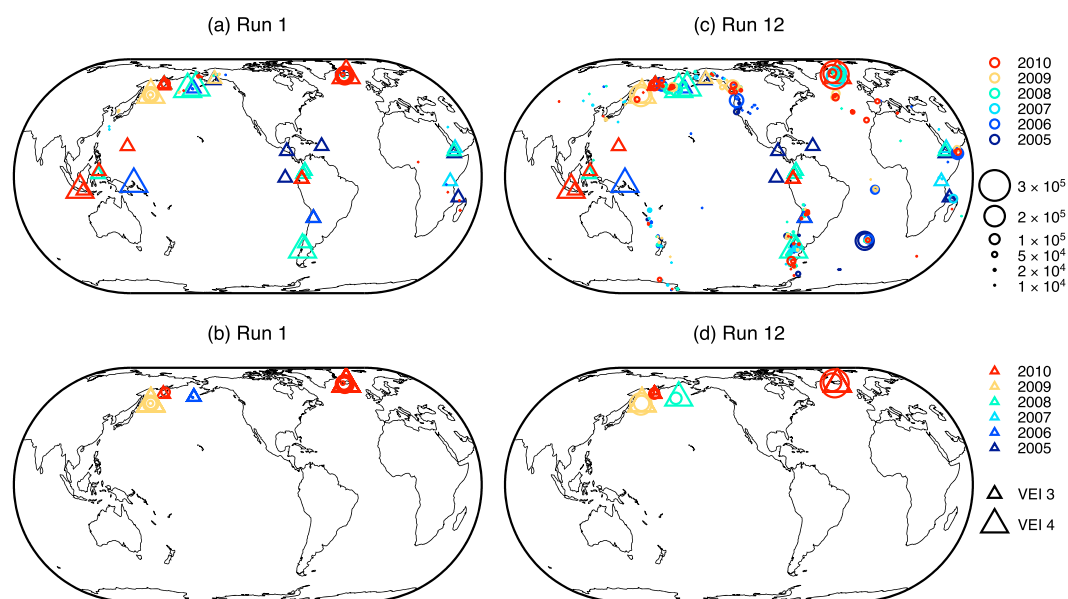 (a) Run 1
(c) Run 12
2010
2009
2008
2007
2006
2005
3 × 10⁵
2 × 10⁵
1 × 10⁵
5 × 10⁴
2 × 10⁴
1 × 10⁴
(b) Run 1
(d) Run 12
2010
2009
2008
2007
2006
2005
VEI 3
VEI 4